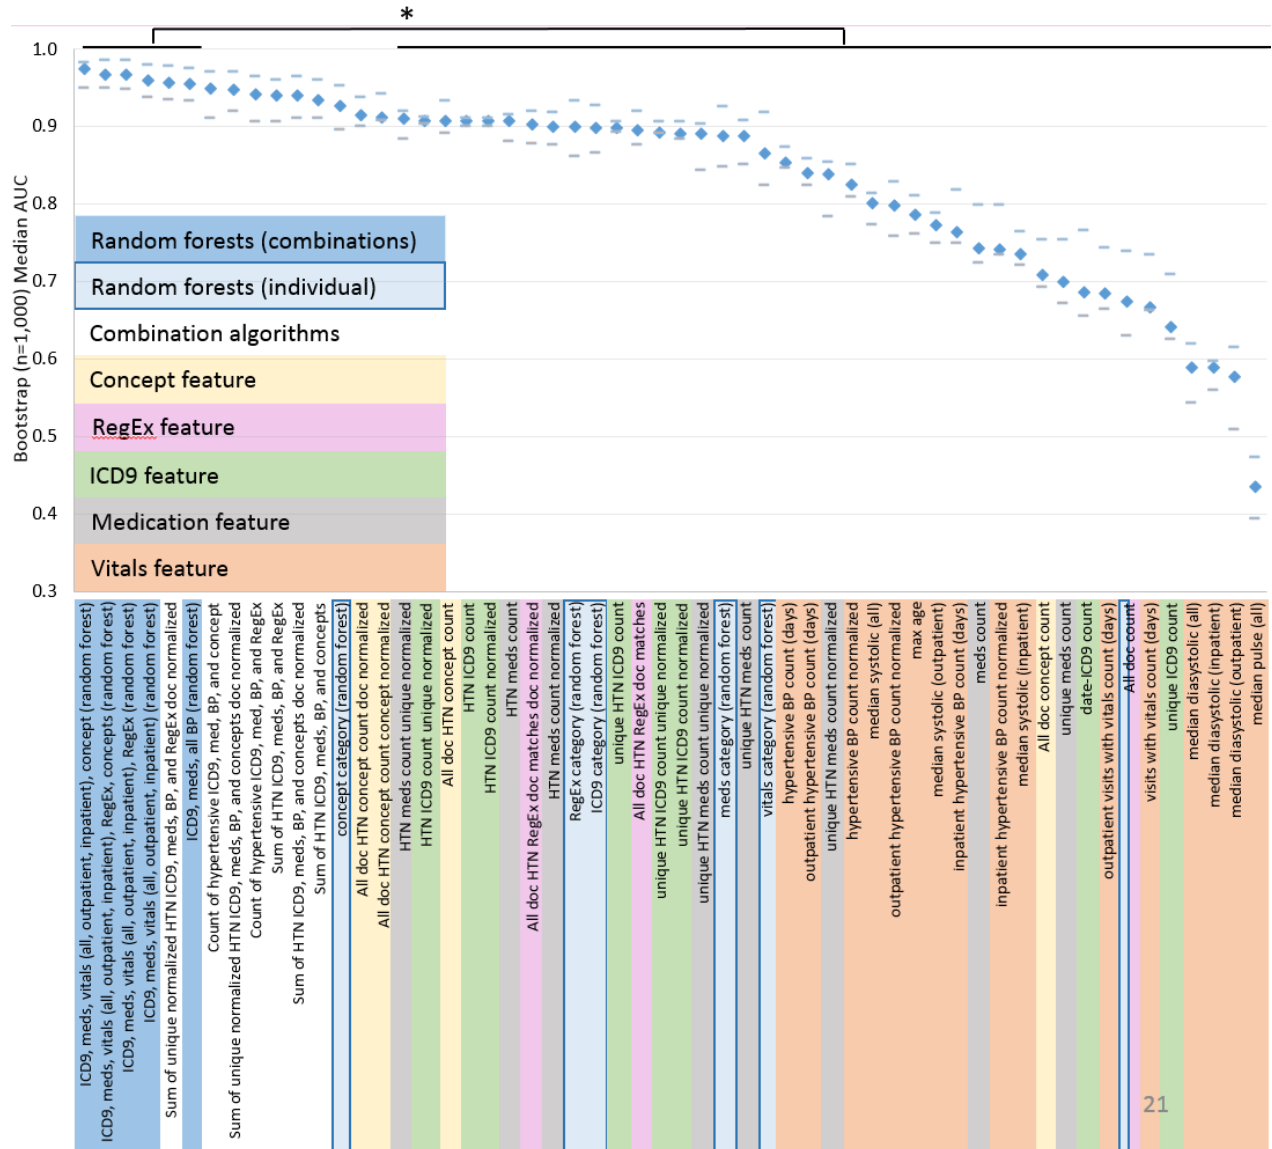 *
Bootstrap (n=1,000) Median AUC
1.0
0.9
0.8
0.7
0.6
0.5
0.4
0.3
Random forests (combinations)
Random forests (individual)
Combination algorithms
Concept feature
RegEx feature
ICD9 feature
Medication feature
Vitals feature
ICD9, meds, vitals (all, outpatient, inpatient), concept (random forest)
ICD9, meds, vitals (all, outpatient, inpatient), RegEx, concepts (random forest)
ICD9, meds, vitals (all, outpatient, inpatient), RegEx (random forest)
ICD9, meds, vitals (all, outpatient, inpatient) (random forest)
Sum of unique normalized HTN ICD9, meds, BP, and RegEx doc normalized
ICD9, meds, all BP (random forest)
Count of hypertensive ICD9, med, BP, and concept
Sum of unique normalized HTN ICD9, meds, BP, and concepts doc normalized
Count of hypertensive ICD9, med, BP, and RegEx
Sum of HTN ICD9, meds, BP, and RegEx
Sum of HTN ICD9, meds, BP, and concepts doc normalized
Sum of HTN ICD9, meds, BP, and concepts
concept category (random forest)
All doc HTN concept count doc normalized
All doc HTN concept count concept normalized
HTN meds count unique normalized
HTN ICD9 count unique normalized
All doc HTN concept count
HTN ICD9 count
HTN ICD9 count normalized
HTN meds count
All doc HTN RegEx doc matches doc normalized
HTN meds count normalized
RegEx category (random forest)
ICD9 category (random forest)
unique HTN ICD9 count
All doc HTN RegEx doc matches
unique HTN ICD9 count unique normalized
unique HTN ICD9 count normalized
unique HTN meds count unique normalized
meds category (random forest)
unique HTN meds count
vitals category (random forest)
hypertensive BP count (days)
outpatient hypertensive BP count (days)
unique HTN meds count normalized
hypertensive BP count normalized
median systolic (all)
outpatient hypertensive BP count normalized
max age
median systolic (outpatient)
inpatient hypertensive BP count (days)
meds count
inpatient hypertensive BP count normalized
median systolic (inpatient)
All doc concept count
unique meds count
date-ICD9 count
outpatient visits with vitals count (days)
All doc count
visits with vitals count (days)
unique ICD9 count
median diasystolic (all)
median diasystolic (inpatient)
median diasystolic (outpatient)
median pulse (all)
21